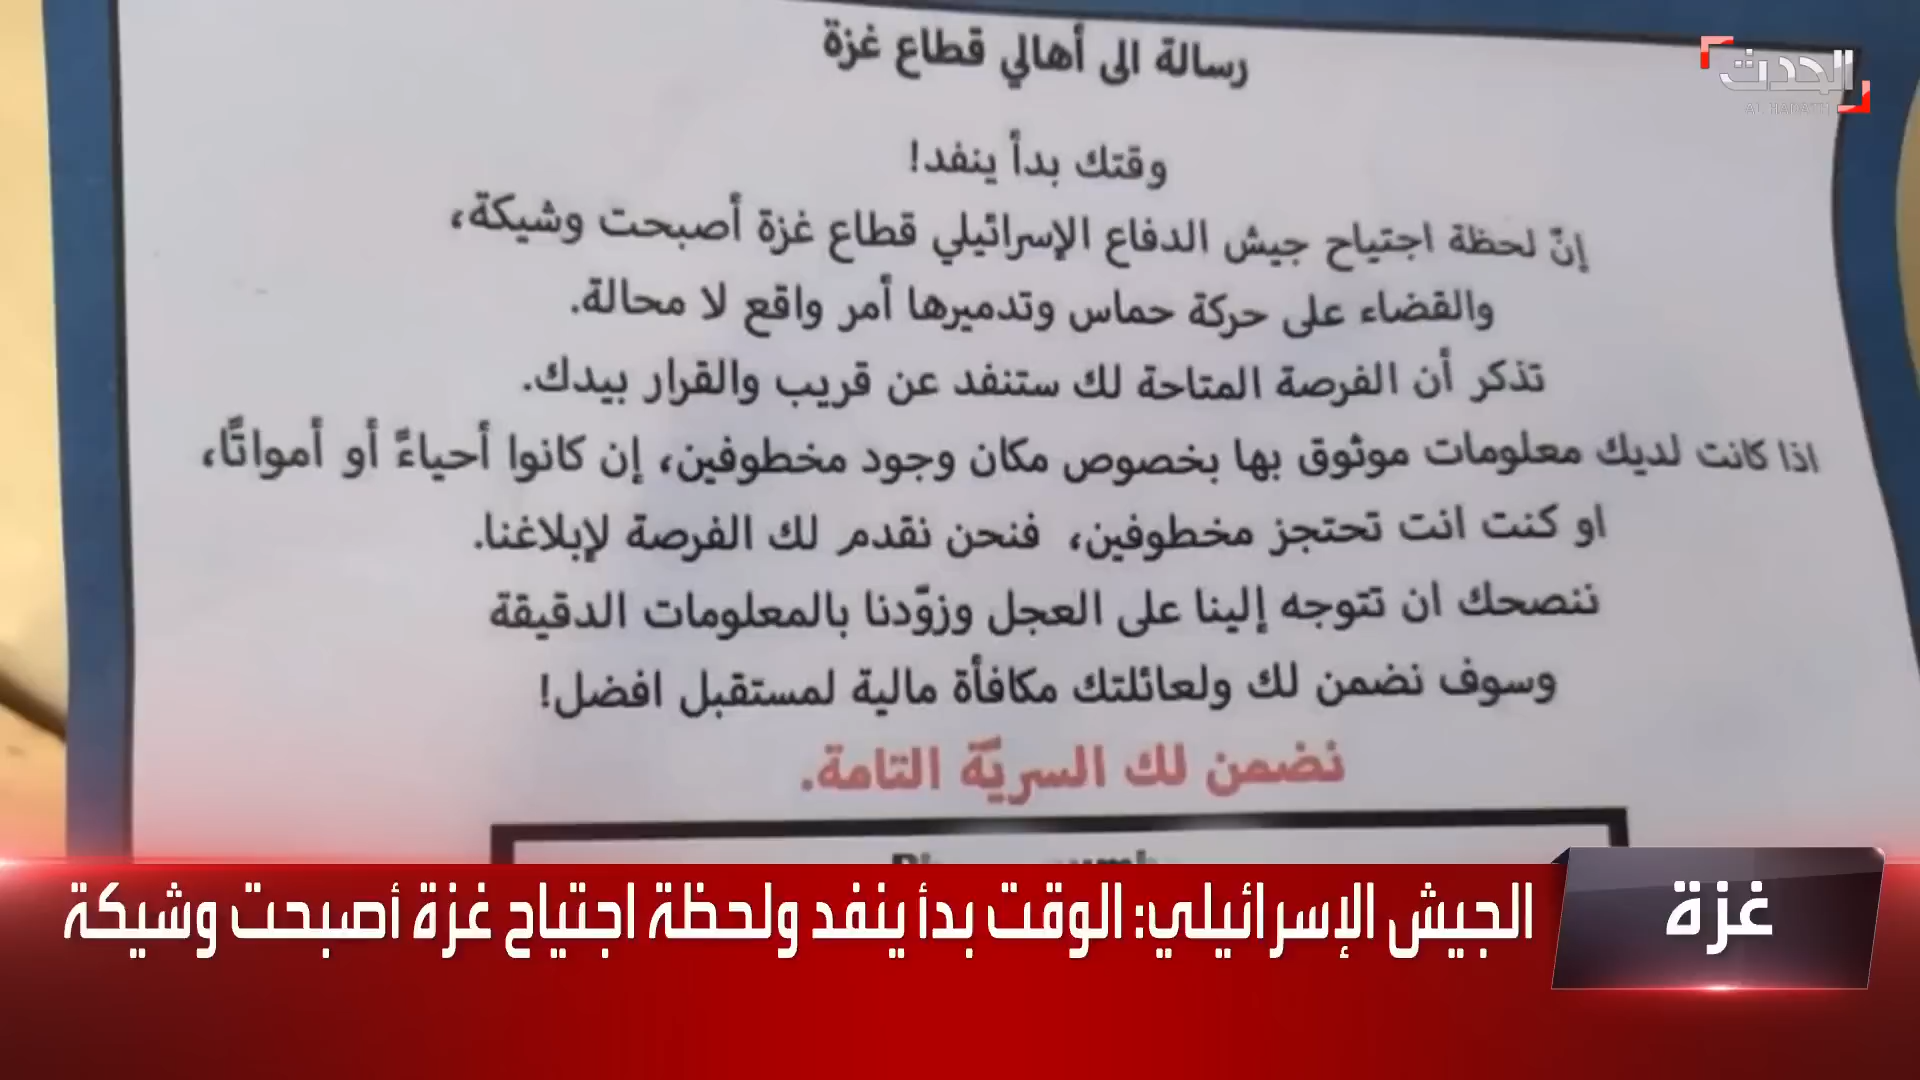 رسالة الى أهالي قطاع غزة
الحدث
AL HADATH
وقتك بدأ ينفد!
إنّ لحظة اجتياح جيش الدفاع الإسرائيلي قطاع غزة أصبحت وشيكة،
والقضاء على حركة حماس وتدميرها أمر واقع لا محالة.
تذكر أن الفرصة المتاحة لك ستنفد عن قريب والقرار بيدك.
اذا كانت لديك معلومات موثوق بها بخصوص مكان وجود مخطوفين، إن كانوا أحياءً أو أمواتًا،
او كنت انت تحتجز مخطوفين، فنحن نقدم لك الفرصة لإبلاغنا.
ننصحك ان تتوجه إلينا على العجل وزوّدنا بالمعلومات الدقيقة
وسوف نضمن لك ولعائلتك مكافأة مالية لمستقبل افضل!
نضمن لك السريّة التامة.
غزة
الجيش الإسرائيلي: الوقت بدأ ينفد ولحظة اجتياح غزة أصبحت وشيكة